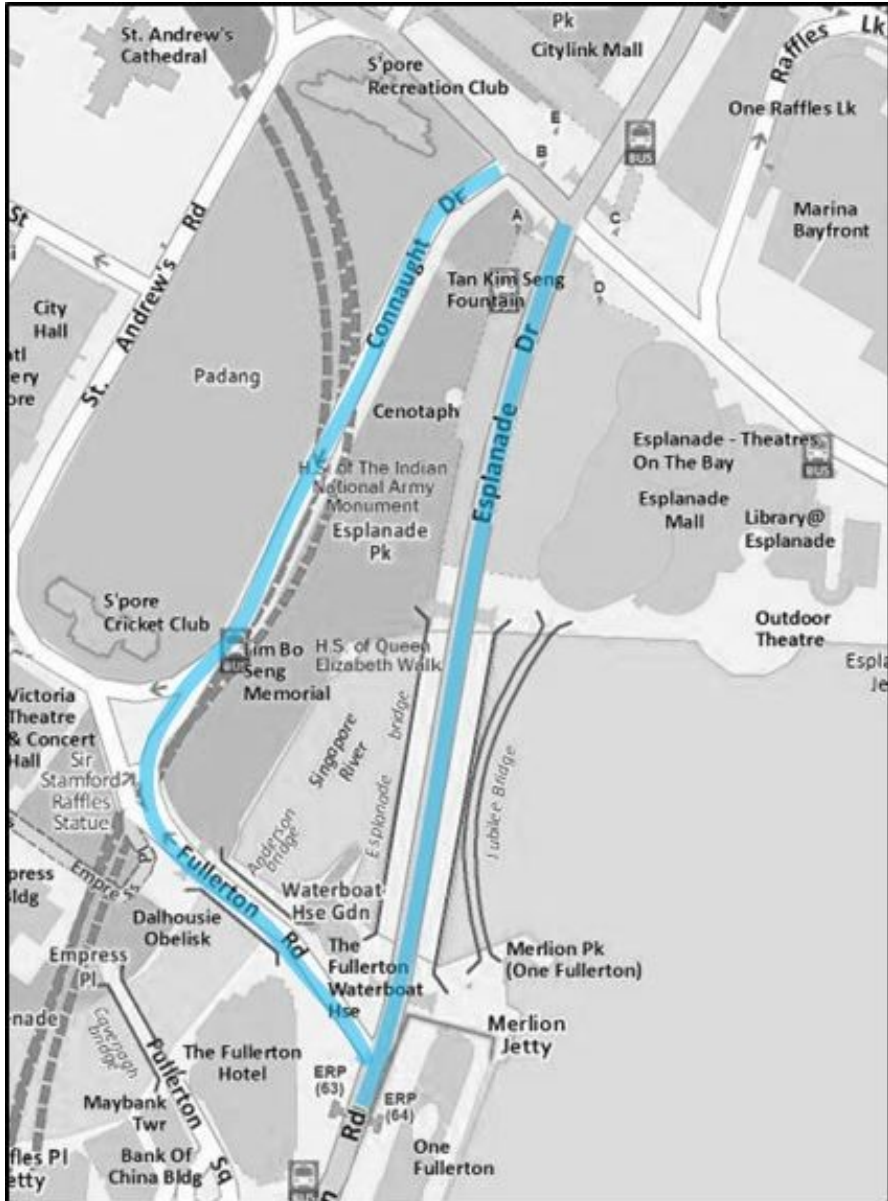 Pk
Citylink Mall
Raffles Lk
St. Andrew's
Cathedral
S'pore
Recreation Club
E
One Raffles Lk
BUS
B
St
St. Andrew's Rd
Connaught Dr
A
C
Marina
Bayfront
Tan Kim Seng
Fountain
D
City
Hall
Padang
Esplanade Dr
Cenotaph
Esplanade - Theatres
On The Bay
BUS
H.S. of The Indian
National Army
Monument
Esplanade
Mall
Library@
Esplanade
Esplanade
Pk
S'pore
Cricket Club
Outdoor
Theatre
BUS
Lim Bo
Seng
Memorial
H.S. of Queen
Elizabeth Walk
Victoria
Theatre
& Concert
Hall
Sir
Stamford
Raffles
Statue
Singapore
River
Esplanade bridge
Jubilee Bridge
Anderson
bridge
Fullerton Rd
Empress Pl
Waterboat
Hse Gdn
Dalhousie
Obelisk
The
Fullerton
Waterboat
Hse
Merlion Pk
(One Fullerton)
Empress
Pl
Merlion
Jetty
Cavenagh
bridge
Fullerton Sq
The Fullerton
Hotel
ERP
(63)
ERP
(64)
Maybank
Twr
Rd
One
Fullerton
Bank Of
China Bldg
BUS